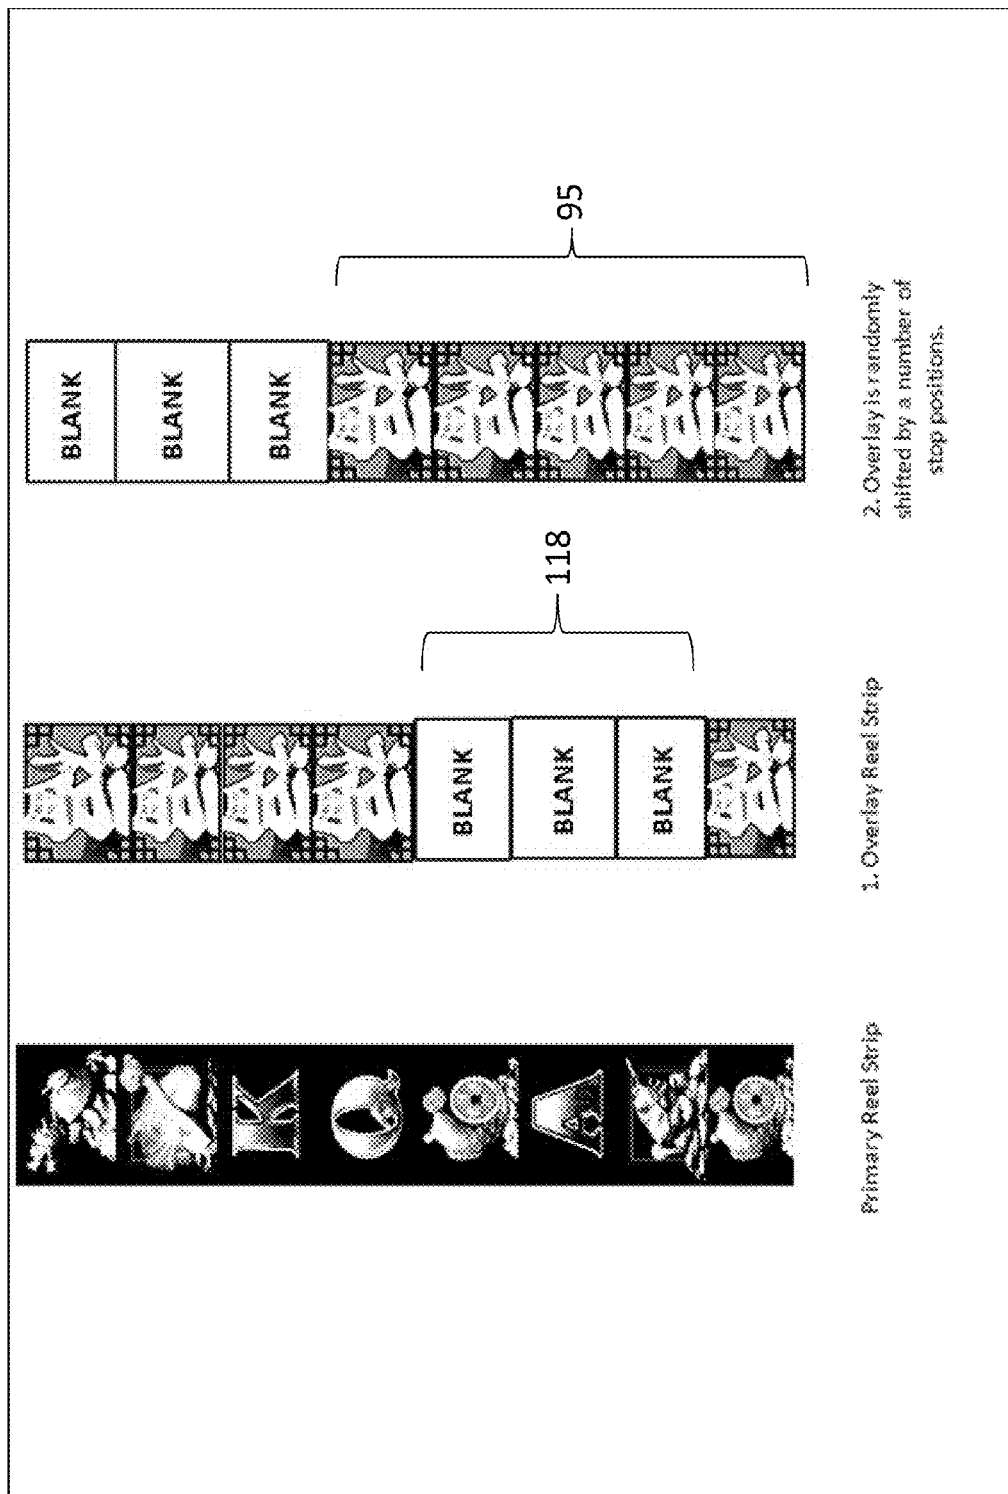 Primary Reel Strip
K
Q
A
1. Overlay Reel Strip
BLANK
BLANK
BLANK
118
2. Overlay is randomly
shifted by a number of
stop positions.
BLANK
BLANK
BLANK
95